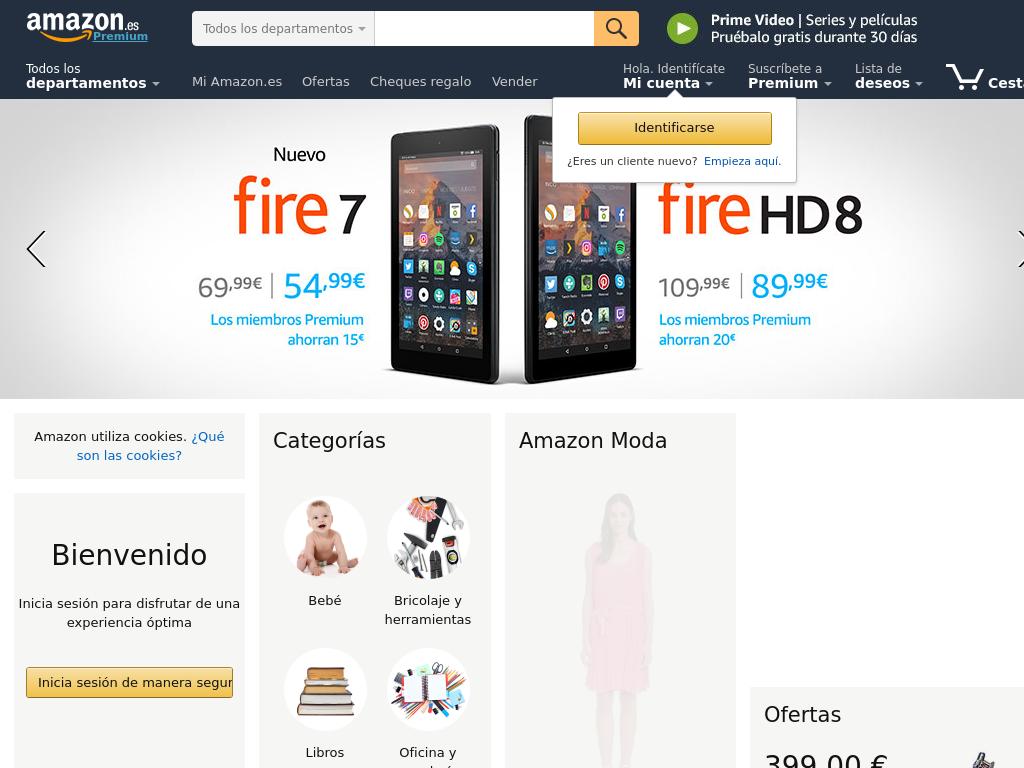 amazon.es
Premium
Todos los departamentos
Prime Video | Series y películas
Pruébalo gratis durante 30 días
Todos los
departamentos
Mi Amazon.es
Ofertas
Cheques regalo
Vender
Hola. Identifícate
Mi cuenta
Suscríbete a
Premium
Lista de
deseos
Cesta
Identificarse
¿Eres un cliente nuevo? Empieza aquí.
Nuevo
fire 7
69,99€ | 54,99€
Los miembros Premium
ahorran 15€
fire HD 8
109,99€ | 89,99€
Los miembros Premium
ahorran 20€
Amazon utiliza cookies. ¿Qué
son las cookies?
Bienvenido
Inicia sesión para disfrutar de una
experiencia óptima
Inicia sesión de manera segur
Categorías
Bebé
Bricolaje y
herramientas
Libros
Oficina y
Amazon Moda
Ofertas
399,00 €